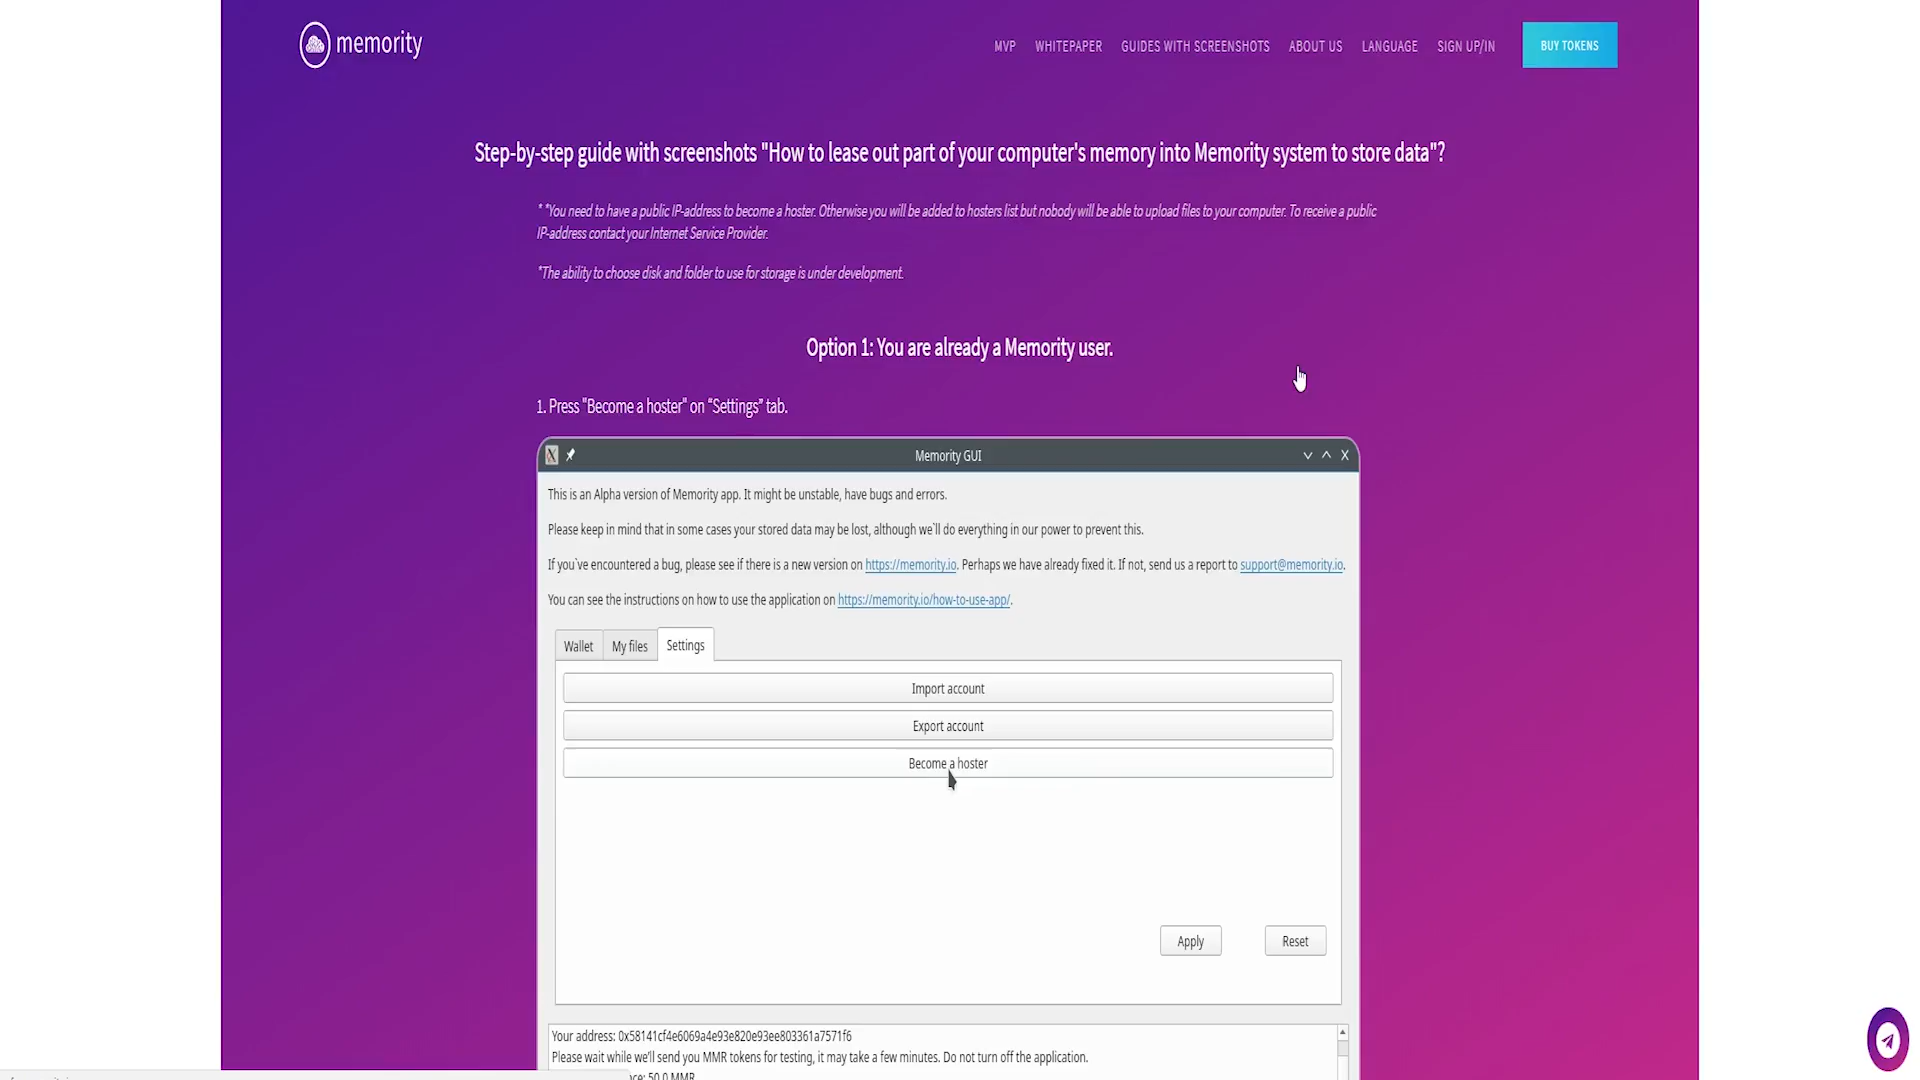 memority
MVP WHITEPAPER GUIDES WITH SCREENSHOTS ABOUT US LANGUAGE SIGN UP/IN BUY TOKENS
Step-by-step guide with screenshots "How to lease out part of your computer's memory into Memority system to store data"?
* *You need to have a public IP-address to become a hoster. Otherwise you will be added to hosters list but nobody will be able to upload files to your computer. To receive a public
IP-address contact your Internet Service Provider.
*The ability to choose disk and folder to use for storage is under development.
Option 1: You are already a Memority user.
1. Press "Become a hoster" on “Settings” tab.
Memority GUI
This is an Alpha version of Memority app. It might be unstable, have bugs and errors.
Please keep in mind that in some cases your stored data may be lost, although we`ll do everything in our power to prevent this.
If you`ve encountered a bug, please see if there is a new version on https://memority.io. Perhaps we have already fixed it. If not, send us a report to support@memority.io.
You can see the instructions on how to use the application on https://memority.io/how-to-use-app/.
Wallet My files Settings
Import account
Export account
Become a hoster
Apply Reset
Your address: 0x58141cf4e6069a4e93e820e93ee803361a7571f6
Please wait while we’ll send you MMR tokens for testing, it may take a few minutes. Do not turn off the application.
50.0 MMR